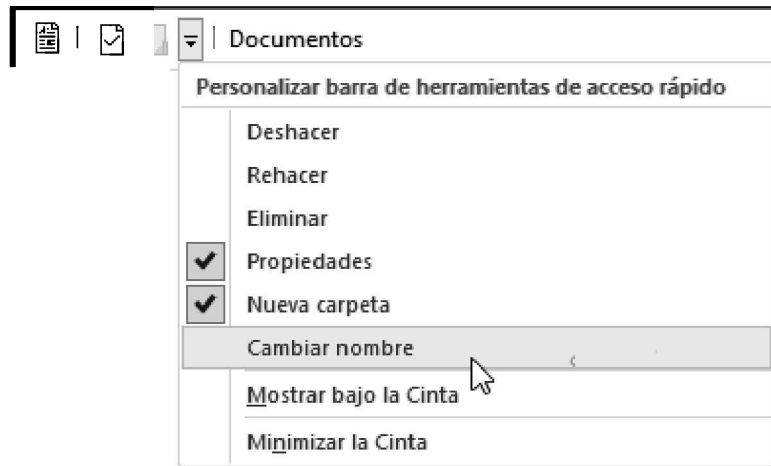 Documentos
Personalizar barra de herramientas de acceso rápido
Deshacer
Rehacer
Eliminar
Propiedades
Nueva carpeta
Cambiar nombre
Mostrar bajo la Cinta
Minimizar la Cinta